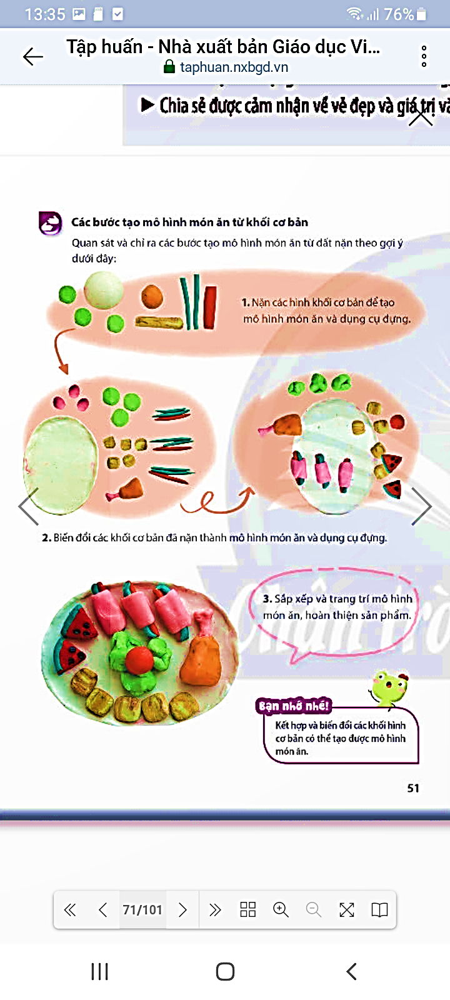 13:35
76%
Tập huấn - Nhà xuất bản Giáo dục Vi...
taphuan.nxbgd.vn
▶ Chia sẻ được cảm nhận về vẻ đẹp và giá trị
Các bước tạo mô hình món ăn từ khối cơ bản
Quan sát và chỉ ra các bước tạo mô hình món ăn từ đất nặn theo gợi ý
dưới đây:
1. Nặn các hình khối cơ bản để tạo
mô hình món ăn và dụng cụ đựng.
2. Biến đổi các khối cơ bản đã nặn thành mô hình món ăn và dụng cụ đựng.
3. Sắp xếp và trang trí mô hình
món ăn, hoàn thiện sản phẩm.
Chân trờ
Bạn nhớ nhé!
Kết hợp và biến đổi các khối hình
cơ bản có thể tạo được mô hình
món ăn.
51
71/101